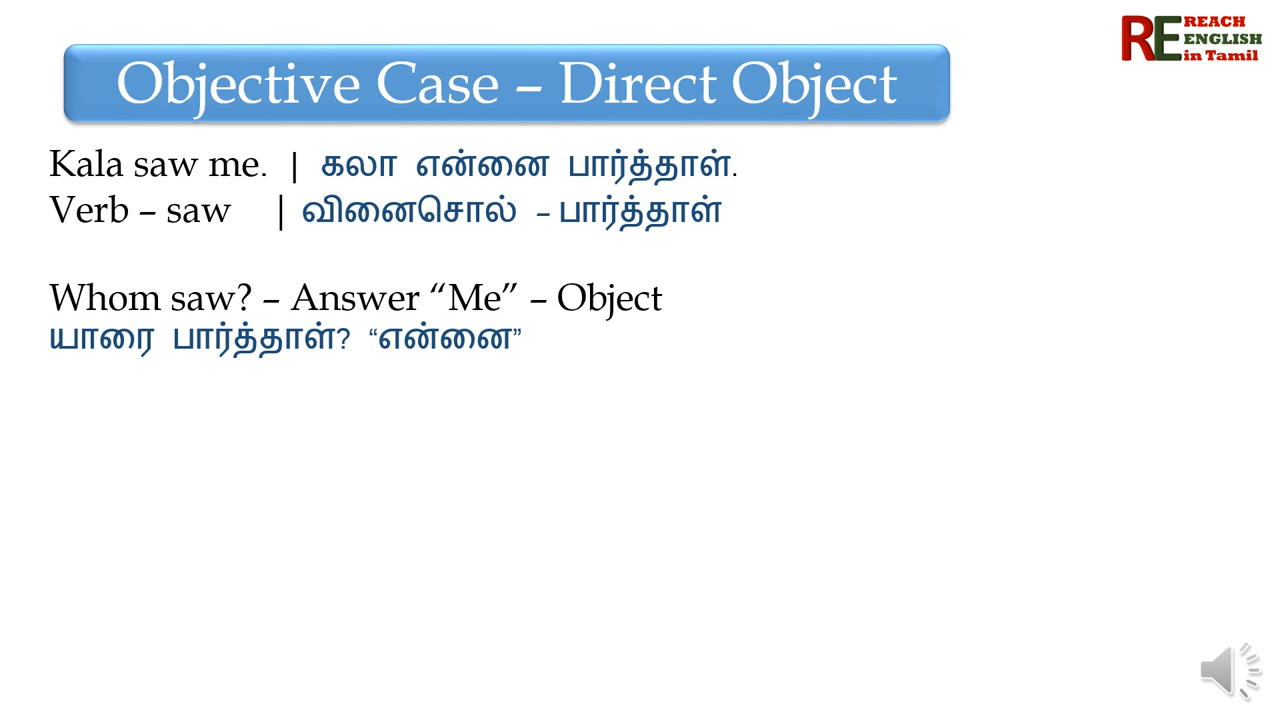 REACH
ENGLISH
in Tamil
RE
Objective Case – Direct Object
Kala saw me. | கலா என்னை பார்த்தாள்.
Verb – saw | வினைசொல் – பார்த்தாள்
Whom saw? – Answer “Me” – Object
யாரை பார்த்தாள்? “என்னை”